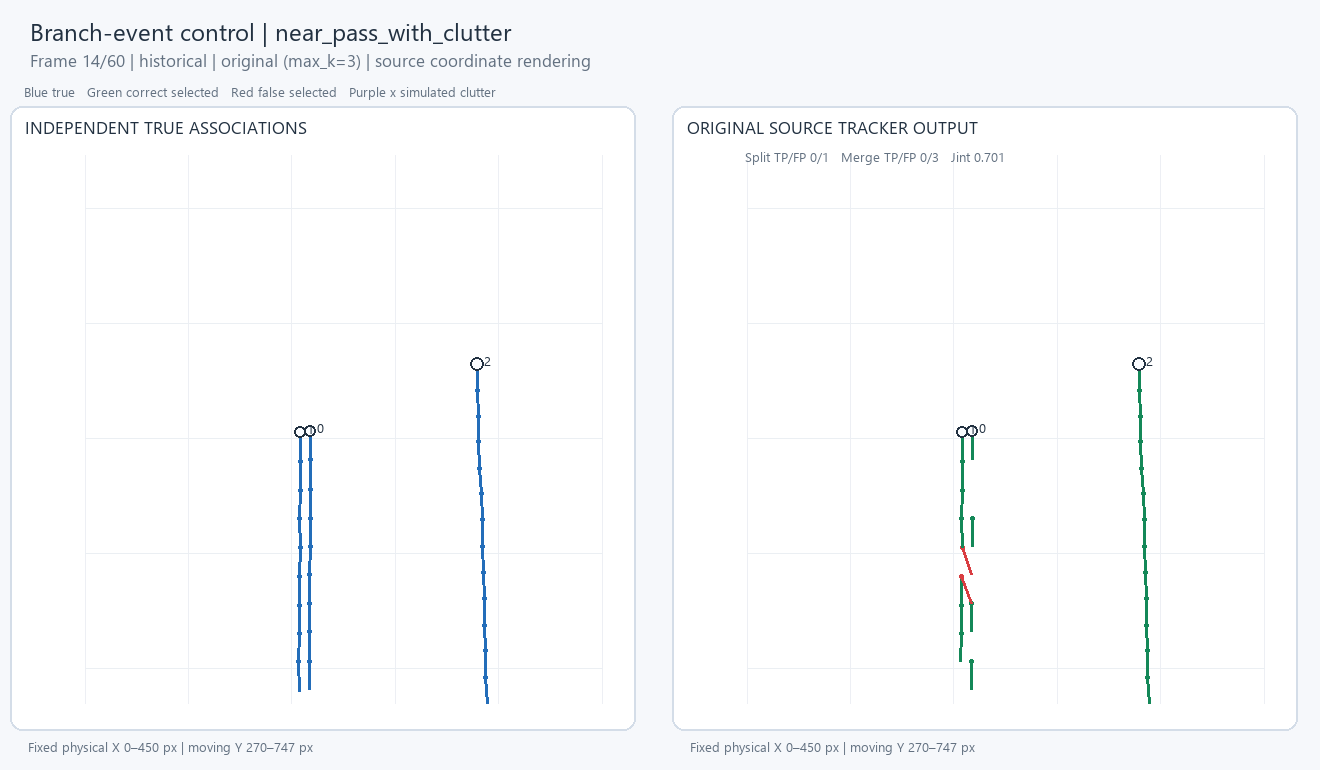 Branch-event control | near_pass_with_clutter
Frame 14/60 | historical | original (max_k=3) | source coordinate rendering
Blue true   Green correct selected   Red false selected   Purple x simulated clutter
INDEPENDENT TRUE ASSOCIATIONS
2
0
Fixed physical X 0–450 px | moving Y 270–747 px
ORIGINAL SOURCE TRACKER OUTPUT
Split TP/FP 0/1   Merge TP/FP 0/3   Jint 0.701
2
0
Fixed physical X 0–450 px | moving Y 270–747 px